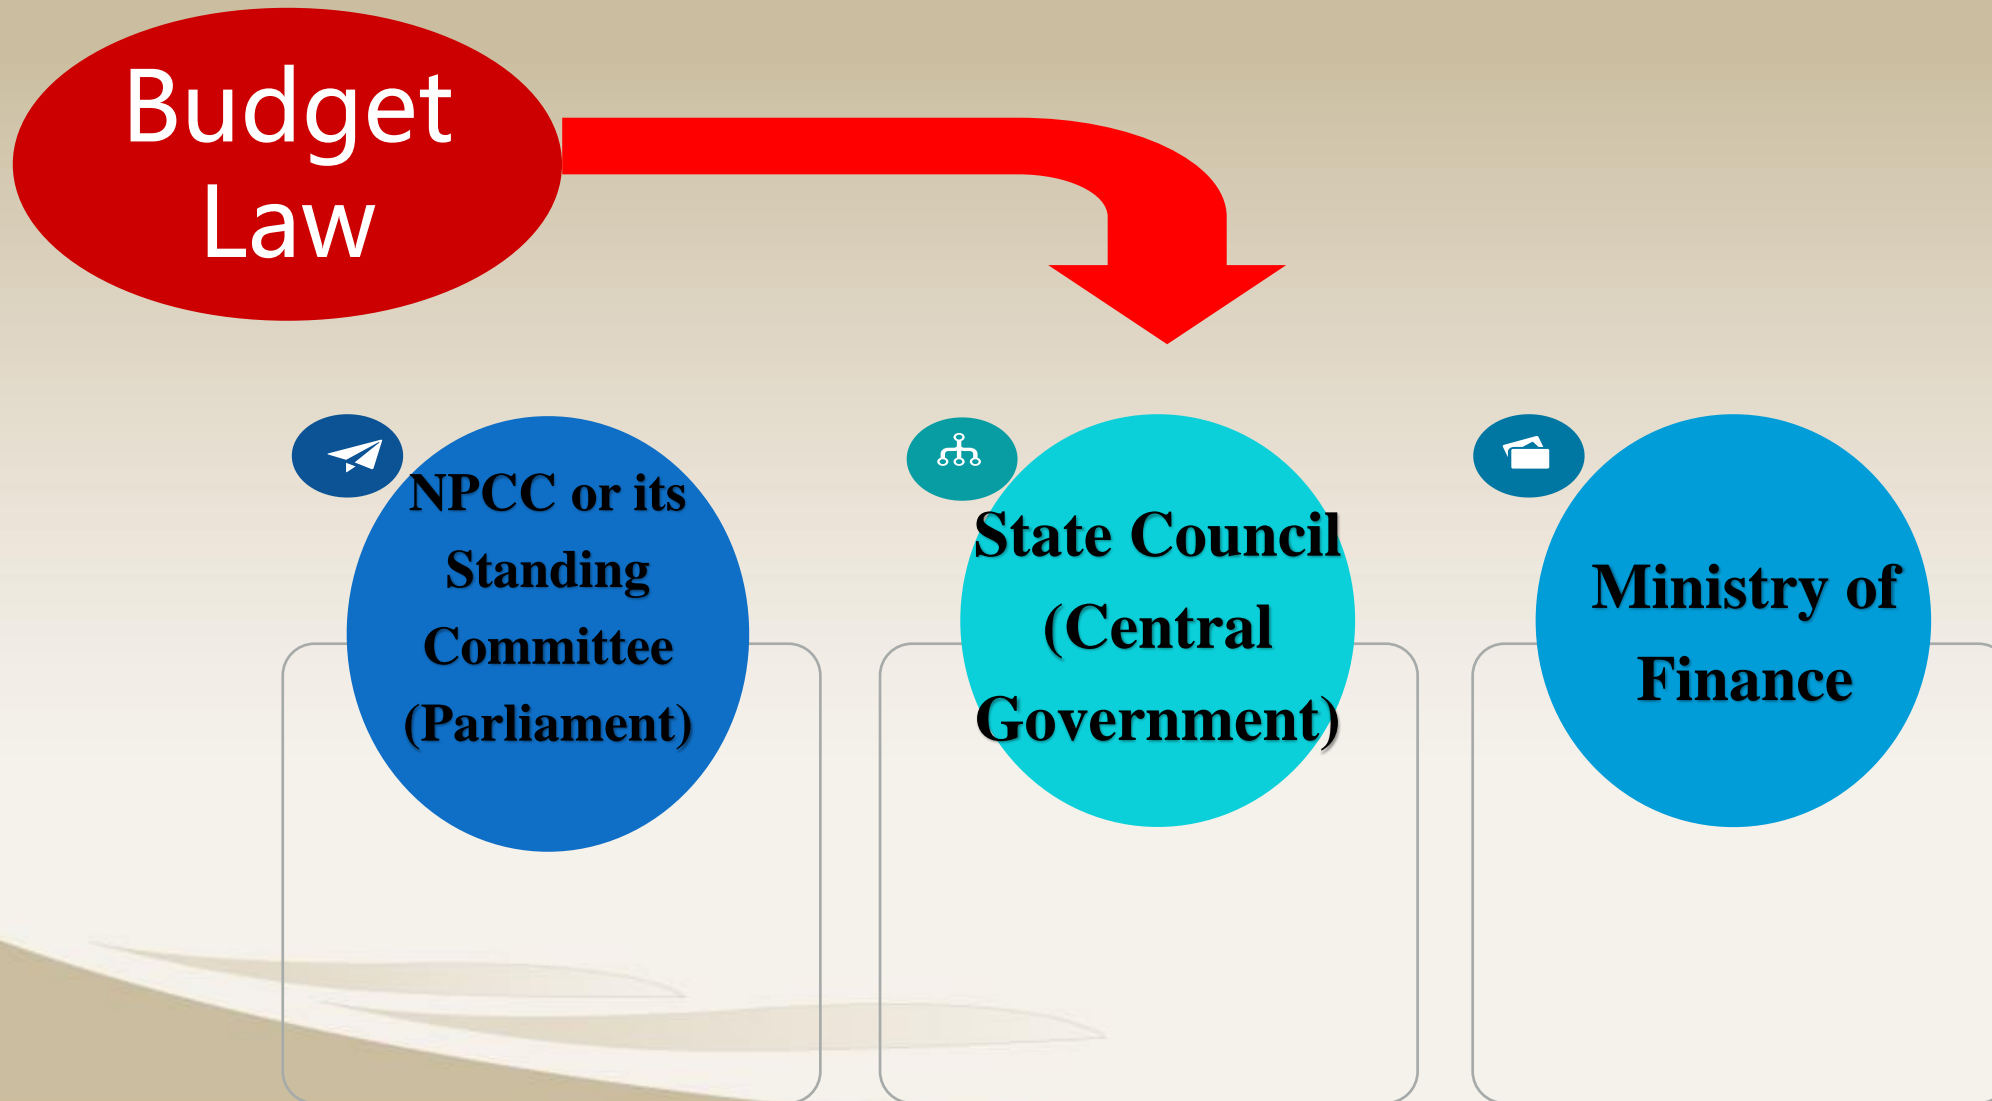 Budget
Law
NPCC or its
Standing
Committee
(Parliament)
State Council
(Central
Government)
Ministry of
Finance